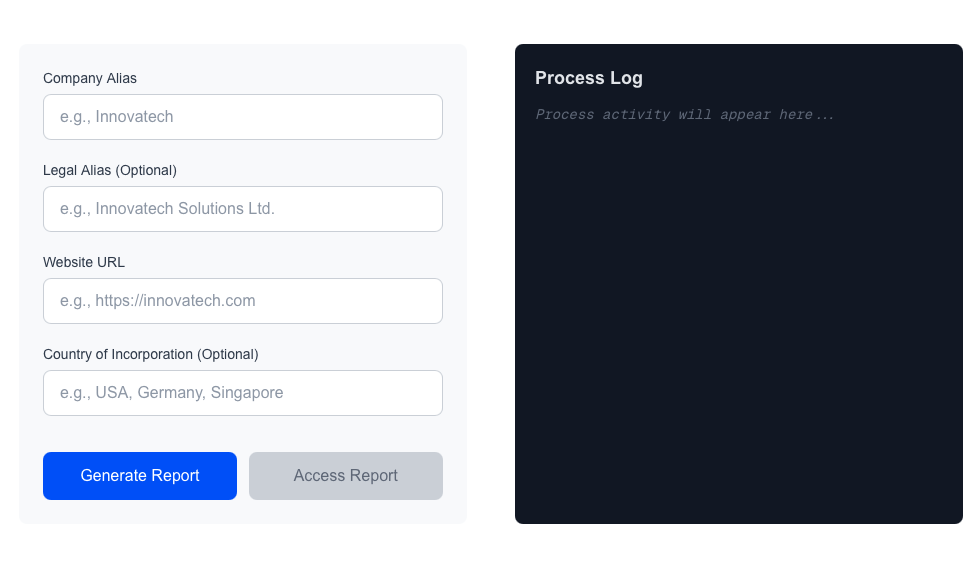 Company Alias
e.g., Innovatech
Legal Alias (Optional)
e.g., Innovatech Solutions Ltd.
Website URL
e.g., https://innovatech.com
Country of Incorporation (Optional)
e.g., USA, Germany, Singapore
Generate Report
Access Report
Process Log
Process activity will appear here...